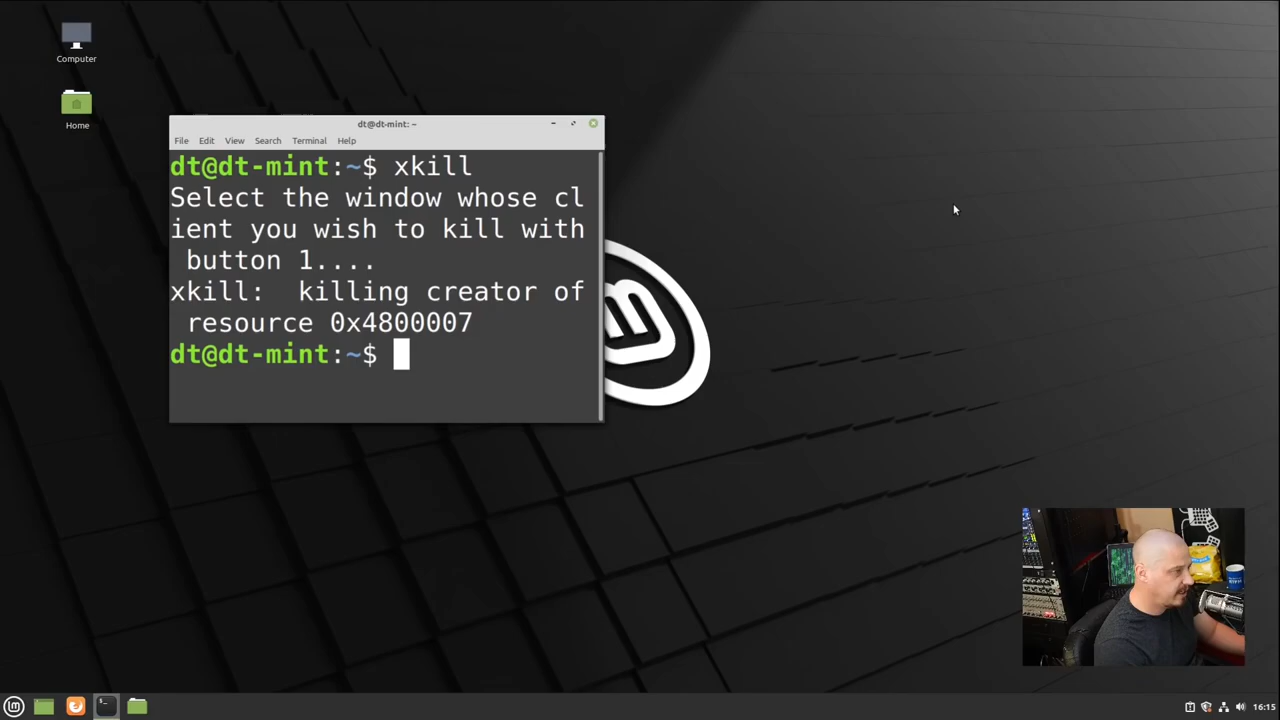 Computer
Home
dt@dt-mint: ~
File Edit View Search Terminal Help
dt@dt-mint:~$ xkill
Select the window whose cl
ient you wish to kill with
 button 1....
xkill:  killing creator of
 resource 0x4800007
dt@dt-mint:~$
16:15